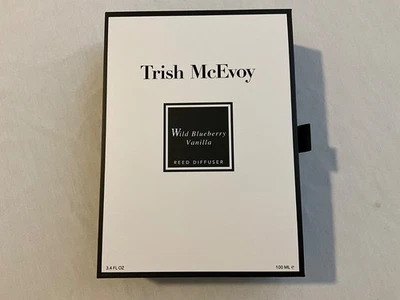 Trish McEvoy
Wild Blueberry
Vanilla
REED DIFFUSER
3.4 FL OZ 100 ML ℮